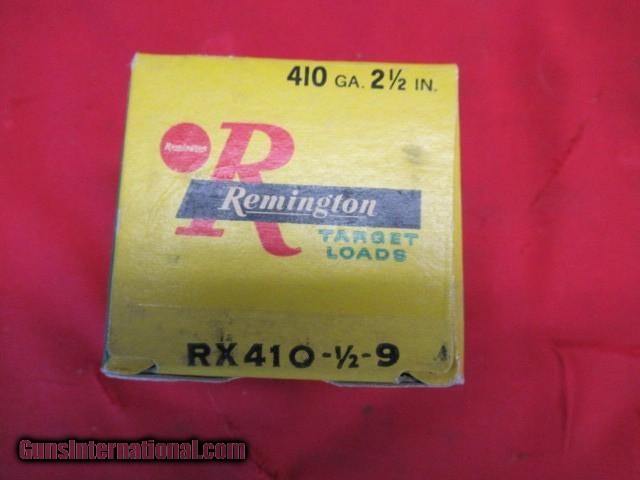 410 GA. 2½ IN.
Remington
R
Remington
TARGET
LOADS
RX410-½-9
GunsInternational.com